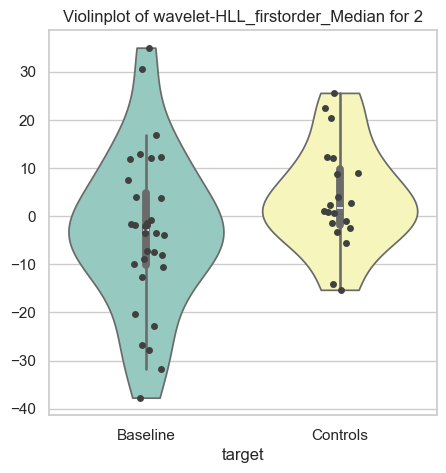 Violinplot of wavelet-HLL_firstorder_Median for 2
30
20
10
0
−10
−20
−30
−40
Baseline
Controls
target